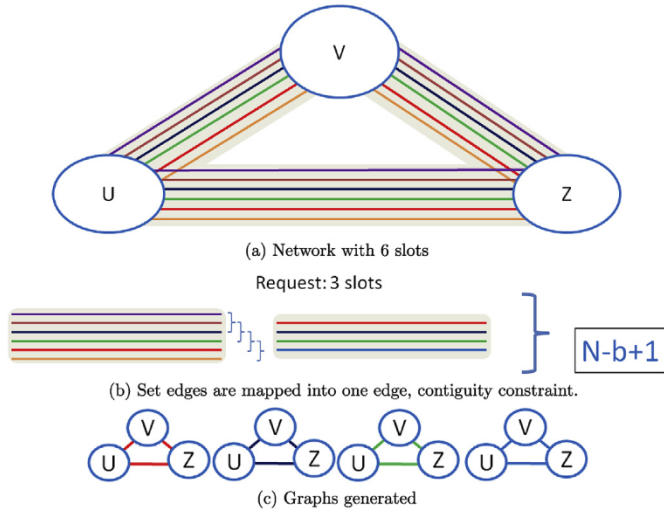 V
U
Z
(a) Network with 6 slots
Request: 3 slots
N-b+1
(b) Set edges are mapped into one edge, contiguity constraint.
V V V V
U Z U Z U Z U Z
(c) Graphs generated